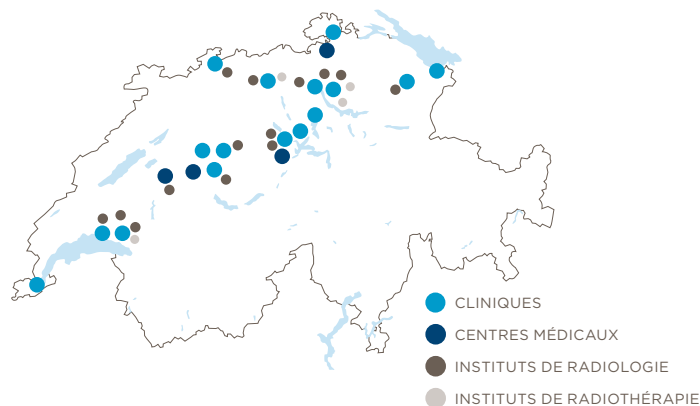 CLINIQUES
CENTRES MÉDICAUX
INSTITUTS DE RADIOLOGIE
INSTITUTS DE RADIOTHÉRAPIE